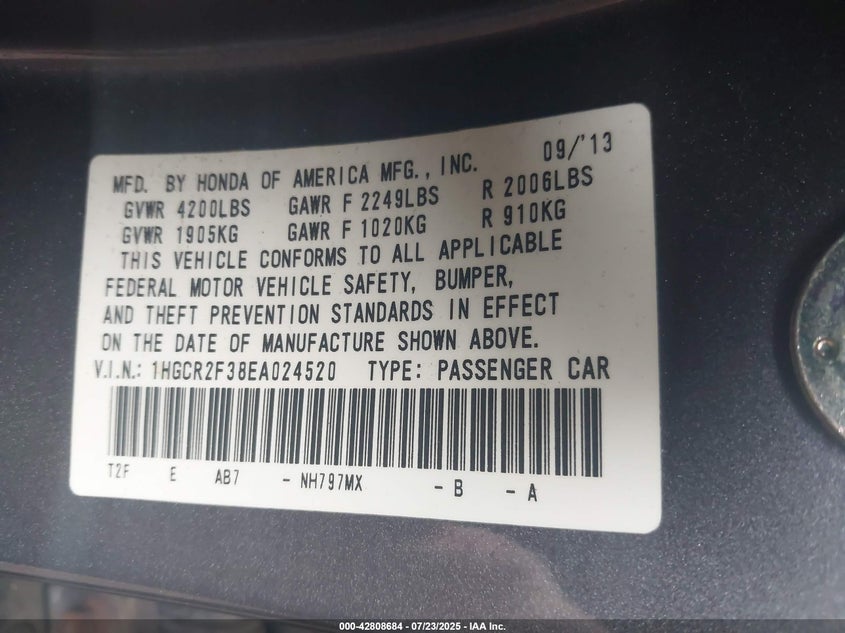 09/'13
MFD. BY HONDA OF AMERICA MFG., INC.
GVWR 4200LBS GAWR F 2249LBS R 2006LBS
GVWR 1905KG GAWR F 1020KG R 910KG
THIS VEHICLE CONFORMS TO ALL APPLICABLE
FEDERAL MOTOR VEHICLE SAFETY, BUMPER,
AND THEFT PREVENTION STANDARDS IN EFFECT
ON THE DATE OF MANUFACTURE SHOWN ABOVE.
V.I.N.: 1HGCR2F38EA024520 TYPE: PASSENGER CAR
T2F E AB7 - NH797MX - B - A
000-42808684 / 07/23/2025 - IAA Inc.